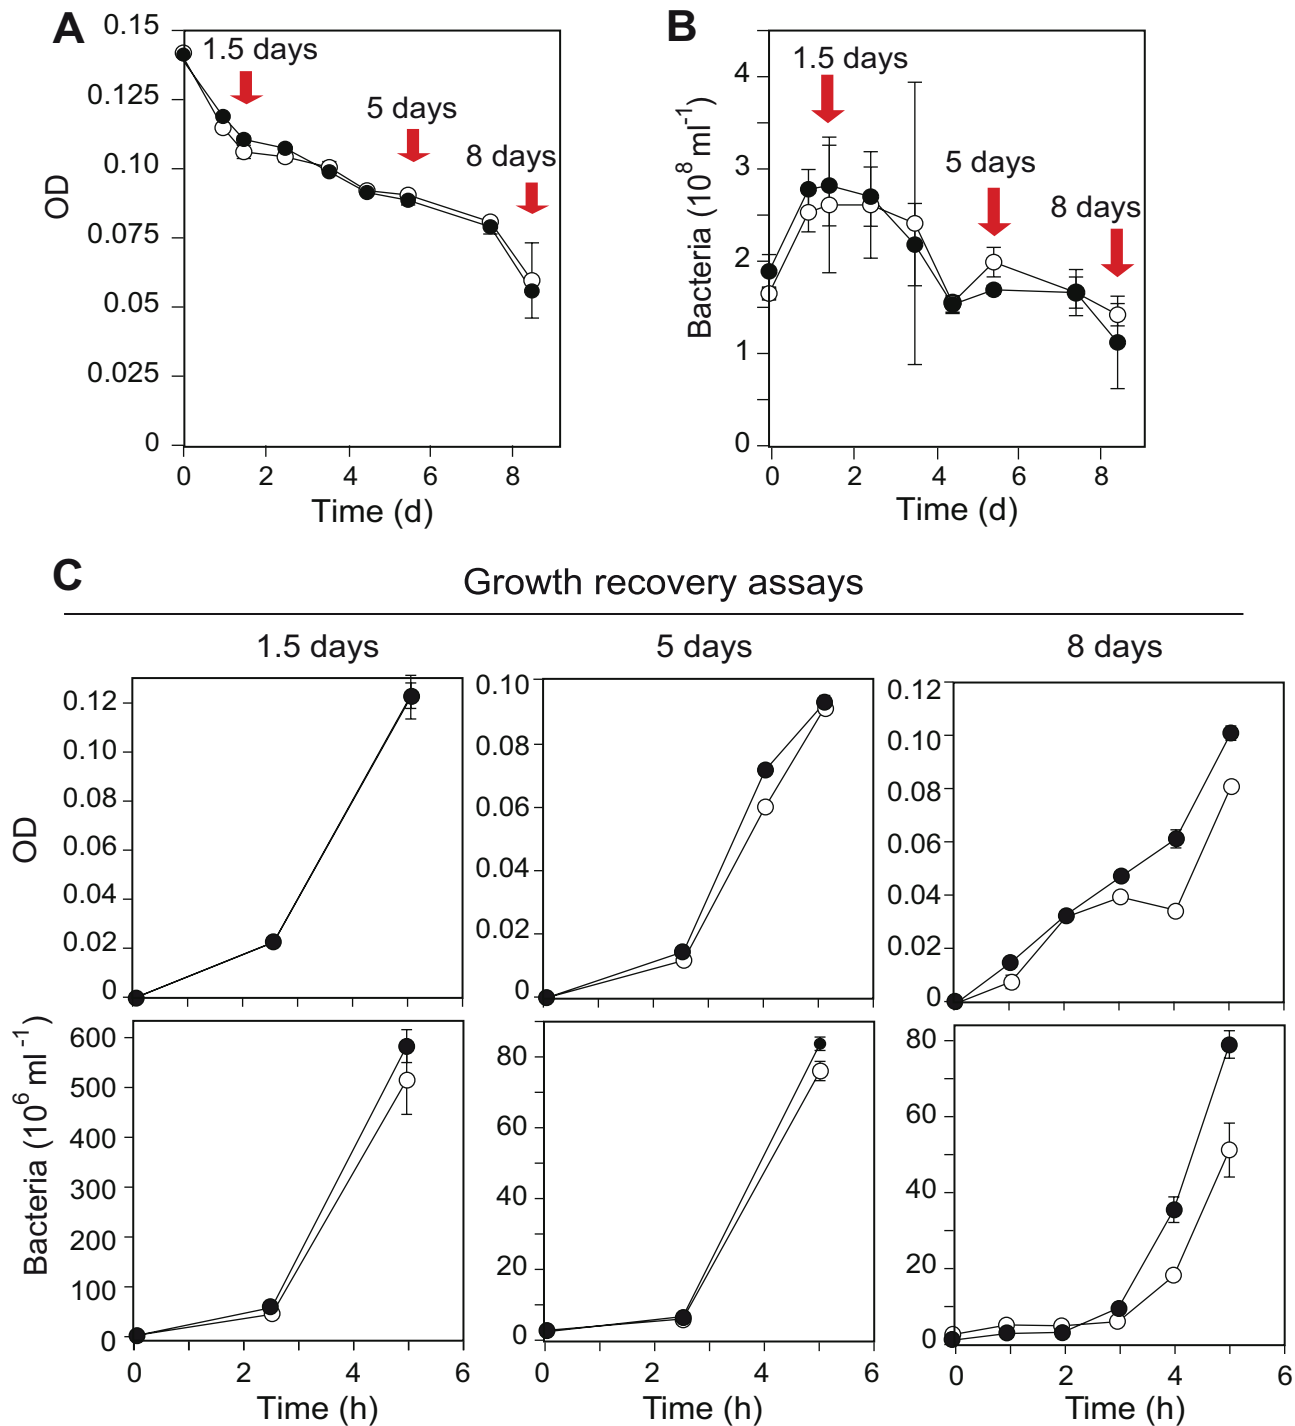 A
0.15
0.125
0.10
0.075
0.05
0.025
0
OD
1.5 days
5 days
8 days
0 2 4 6 8
Time (d)
B
4
3
2
1
0
Bacteria (10⁸ ml⁻¹)
1.5 days
5 days
8 days
0 2 4 6 8
Time (d)
C
Growth recovery assays
1.5 days 5 days 8 days
OD
0.12
0.10
0.08
0.06
0.04
0.02
0
0.10
0.08
0.06
0.04
0.02
0
0.12
0.10
0.08
0.06
0.04
0.02
0
Bacteria (10⁶ ml⁻¹)
600
500
400
300
200
100
0
80
60
40
20
0
80
60
40
20
0
0 2 4 6
0 2 4 6
0 2 4 6
Time (h) Time (h) Time (h)